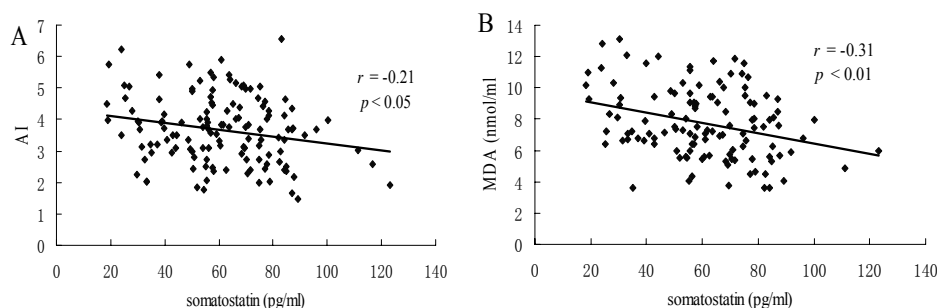 A
7
6
5
4
3
2
1
0
AI
r = -0.21
p < 0.05
0 20 40 60 80 100 120 140
somatostatin (pg/ml)
B
14
12
10
8
6
4
2
0
MDA (nmol/ml)
r = -0.31
p < 0.01
0 20 40 60 80 100 120 140
somatostatin (pg/ml)